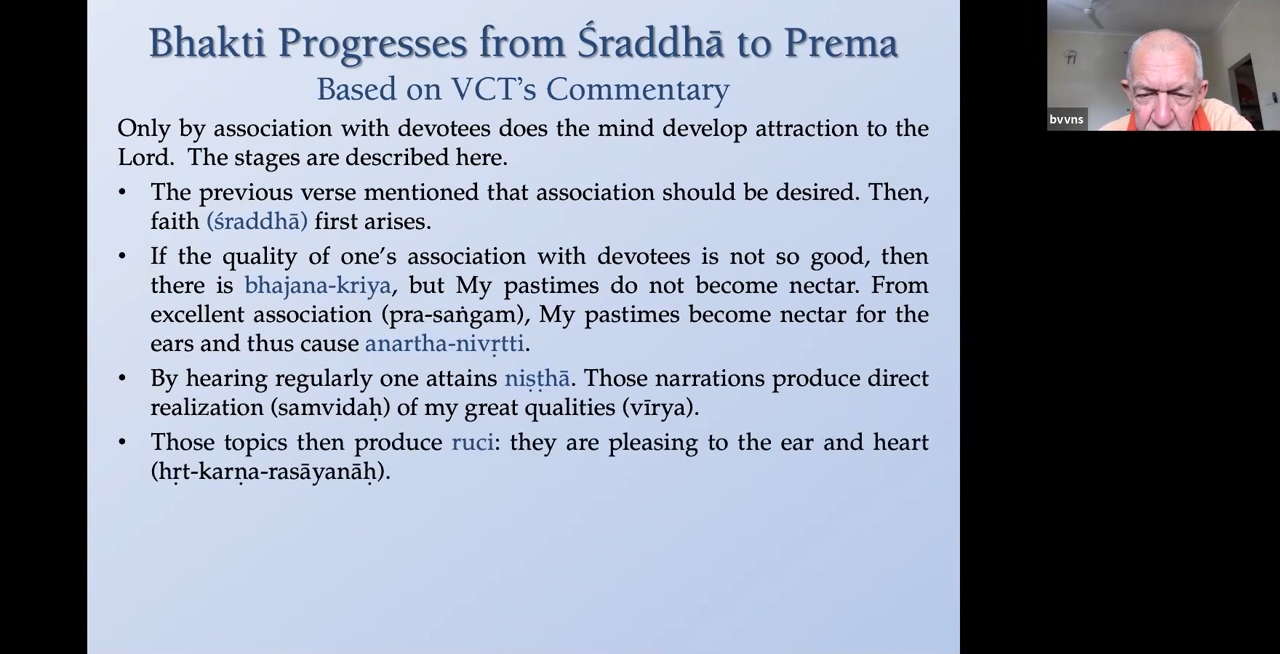 Bhakti Progresses from Śraddhā to Prema
Based on VCT's Commentary
Only by association with devotees does the mind develop attraction to the
Lord. The stages are described here.
• The previous verse mentioned that association should be desired. Then,
faith (śraddhā) first arises.
• If the quality of one's association with devotees is not so good, then
there is bhajana-kriya, but My pastimes do not become nectar. From
excellent association (pra-saṅgam), My pastimes become nectar for the
ears and thus cause anartha-nivṛtti.
• By hearing regularly one attains niṣṭhā. Those narrations produce direct
realization (samvidaḥ) of my great qualities (vīrya).
• Those topics then produce ruci: they are pleasing to the ear and heart
(hṛt-karṇa-rasāyanāḥ).
bvvns